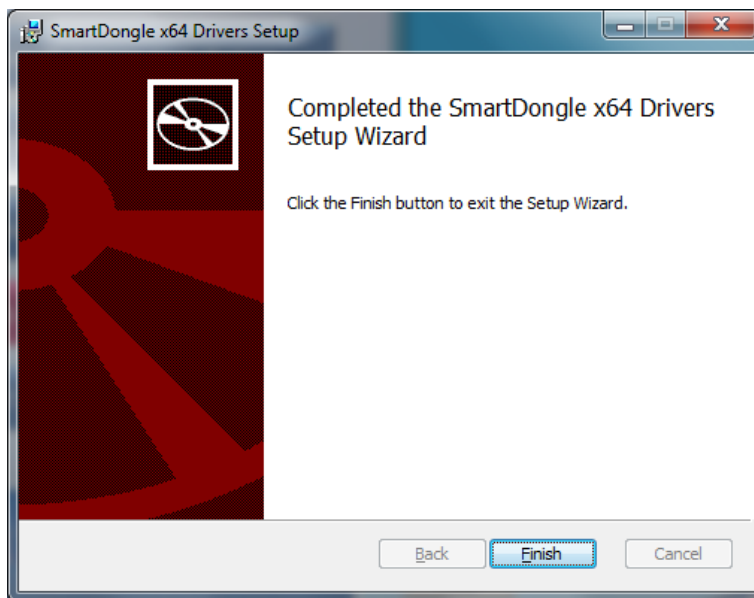 SmartDongle x64 Drivers Setup
Completed the SmartDongle x64 Drivers
Setup Wizard
Click the Finish button to exit the Setup Wizard.
Back
Finish
Cancel